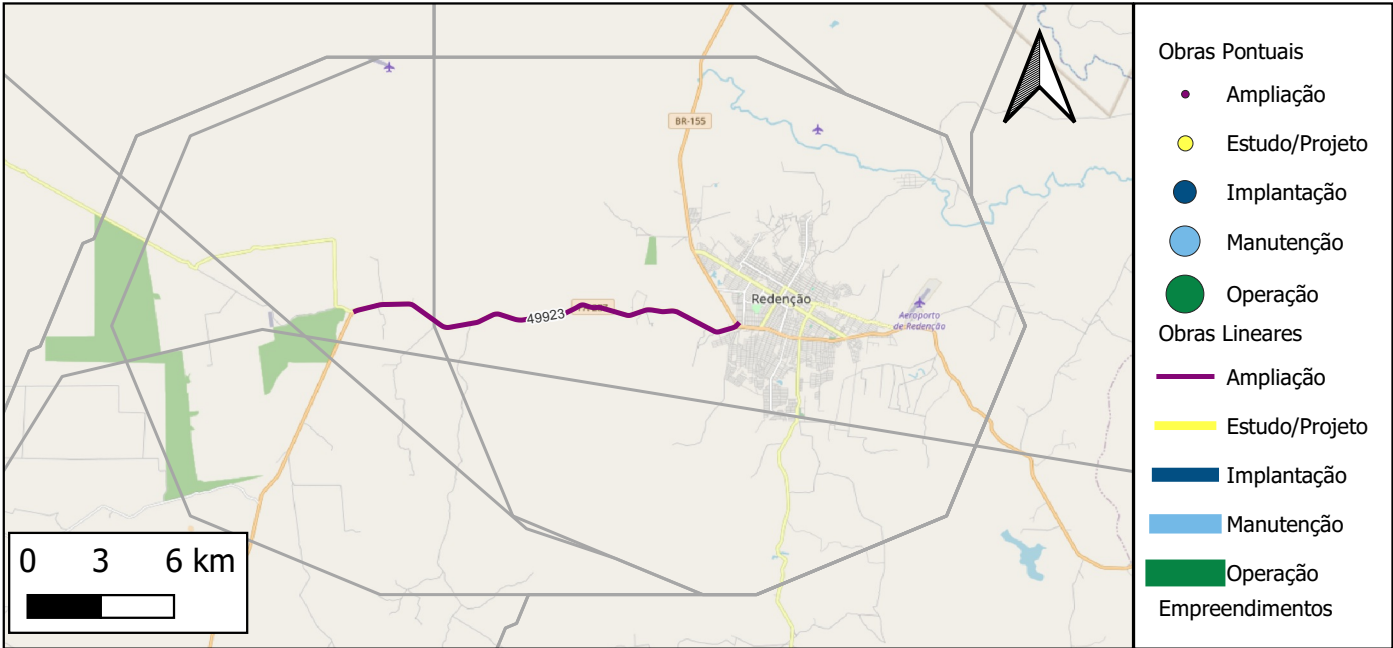 BR-155
Redenção
49923
Aeroporto
de Redenção
0 3 6 km
Obras Pontuais
Ampliação
Estudo/Projeto
Implantação
Manutenção
Operação
Obras Lineares
Ampliação
Estudo/Projeto
Implantação
Manutenção
Operação
Empreendimentos